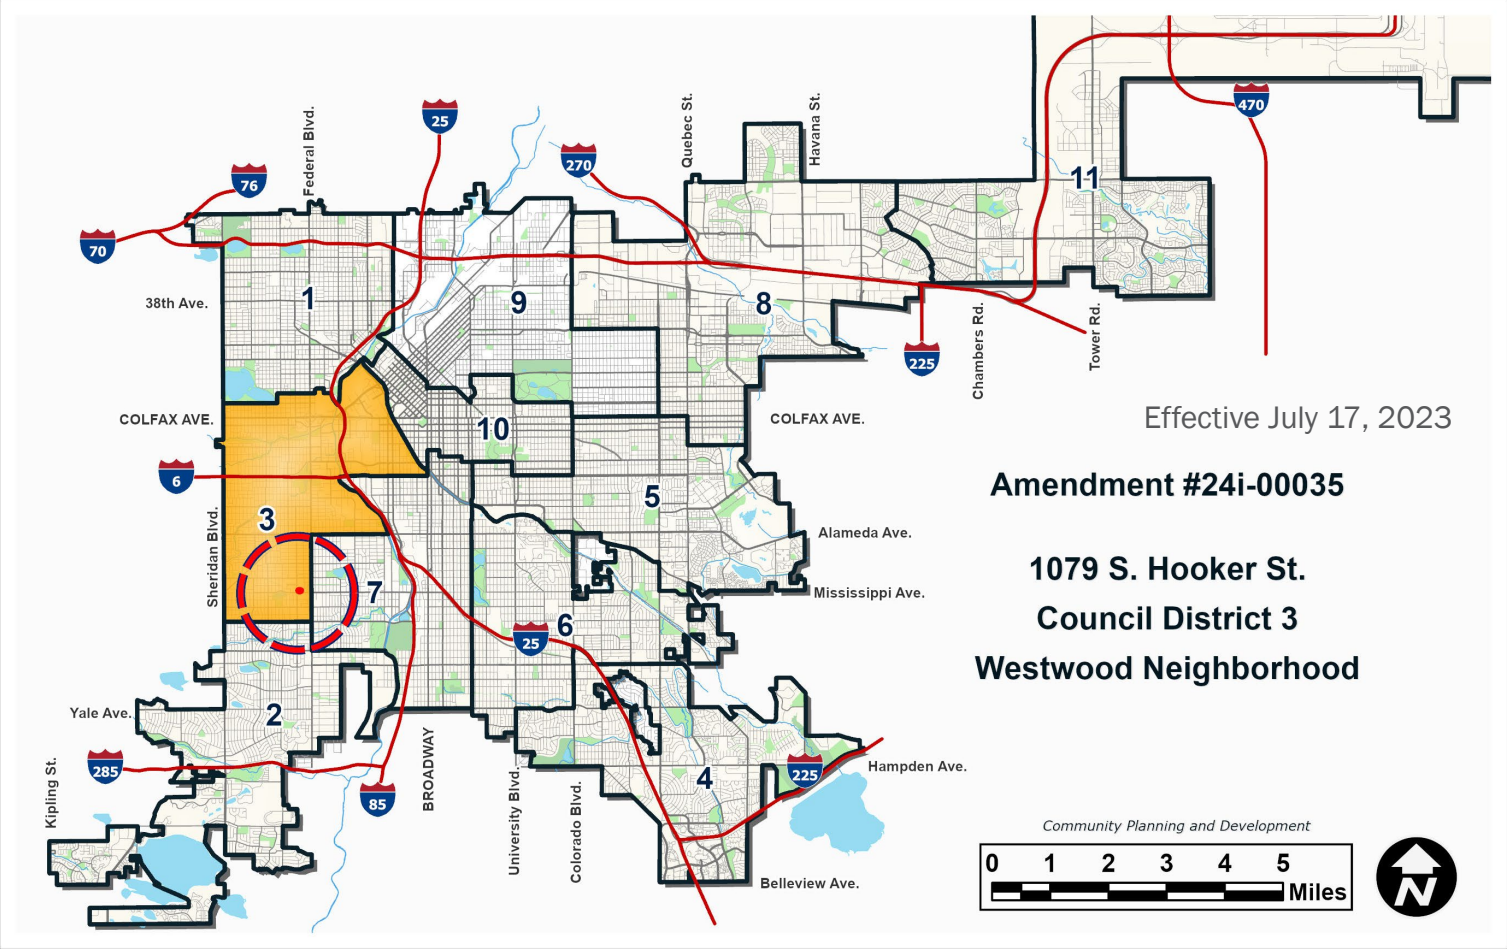 470
25
Federal Blvd.
Quebec St.
Havana St.
270
76
11
70
38th Ave.
1
9
8
Chambers Rd.
Tower Rd.
225
COLFAX AVE.
10
COLFAX AVE.
Effective July 17, 2023
6
Amendment #24i-00035
5
3
Sheridan Blvd.
Alameda Ave.
1079 S. Hooker St.
7
Mississippi Ave.
Council District 3
6
25
Westwood Neighborhood
Yale Ave.
2
285
Kipling St.
85
BROADWAY
University Blvd.
Colorado Blvd.
4
225
Hampden Ave.
Community Planning and Development
0 1 2 3 4 5
Miles
N
Belleview Ave.